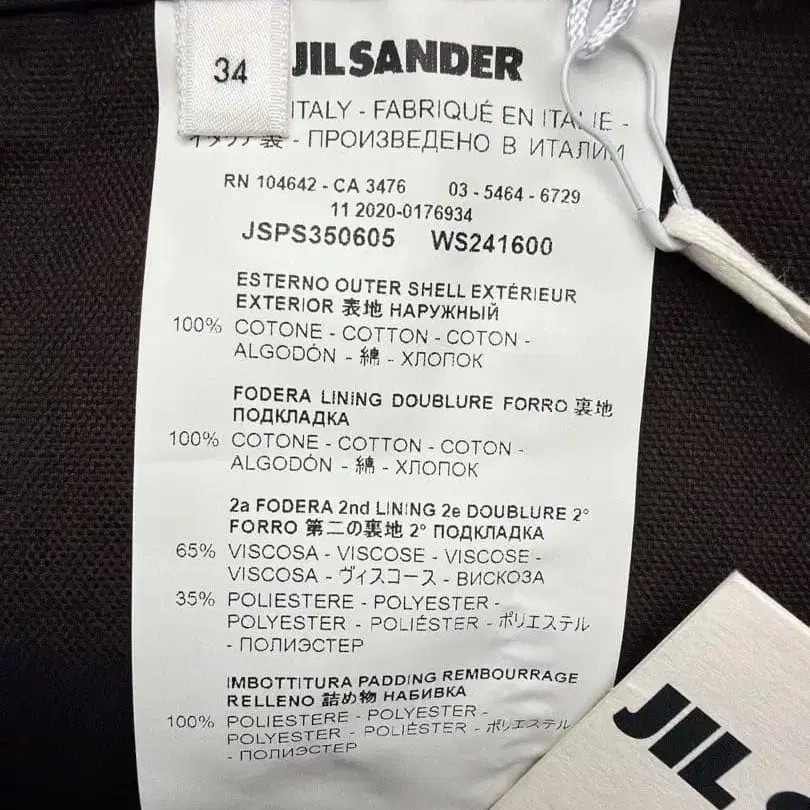 34
JIL SANDER
ITALY - FABRIQUÉ EN ITALIE -
イタリア製 - ПРОИЗВЕДЕНО В ИТАЛИИ
RN 104642 - CA 3476 03 - 5464 - 6729
11 2020-0176934
JSPS350605 WS241600
ESTERNO OUTER SHELL EXTÉRIEUR
EXTERIOR 表地 НАРУЖНЫЙ
100% COTONE - COTTON - COTON -
ALGODÓN - 綿 - ХЛОПОК
FODERA LINING DOUBLURE FORRO 裏地
ПОДКЛАДКА
100% COTONE - COTTON - COTON -
ALGODÓN - 綿 - ХЛОПОК
2a FODERA 2nd LINING 2e DOUBLURE 2°
FORRO 第二の裏地 2° ПОДКЛАДКА
65% VISCOSA - VISCOSE - VISCOSE -
VISCOSA - ヴィスコース - ВИСКОЗА
35% POLIESTERE - POLYESTER -
POLYESTER - POLIÉSTER - ポリエステル
- ПОЛИЭСТЕР
IMBOTTITURA PADDING REMBOURRAGE
RELLENO 詰め物 НАБИВКА
100% POLIESTERE - POLYESTER -
POLYESTER - POLIÉSTER - ポリエステル
- ПОЛИЭСТЕР
JIL